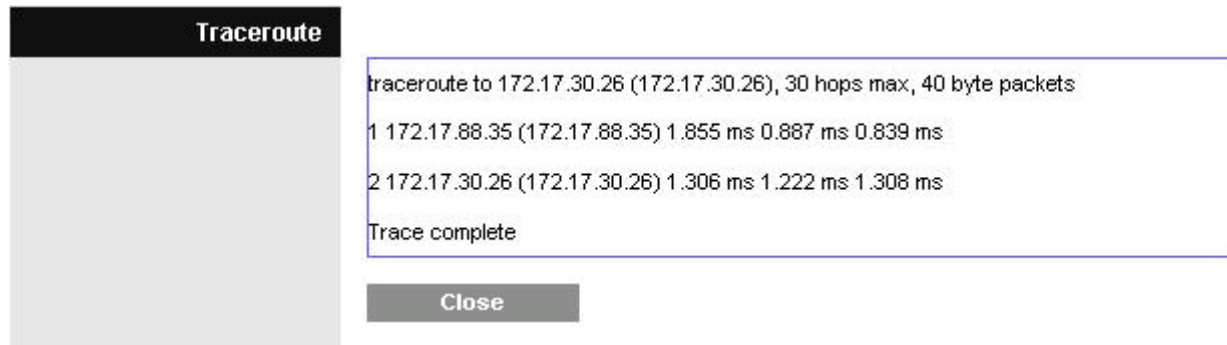 Traceroute
traceroute to 172.17.30.26 (172.17.30.26), 30 hops max, 40 byte packets
1 172.17.88.35 (172.17.88.35) 1.855 ms 0.887 ms 0.839 ms
2 172.17.30.26 (172.17.30.26) 1.306 ms 1.222 ms 1.308 ms
Trace complete
Close